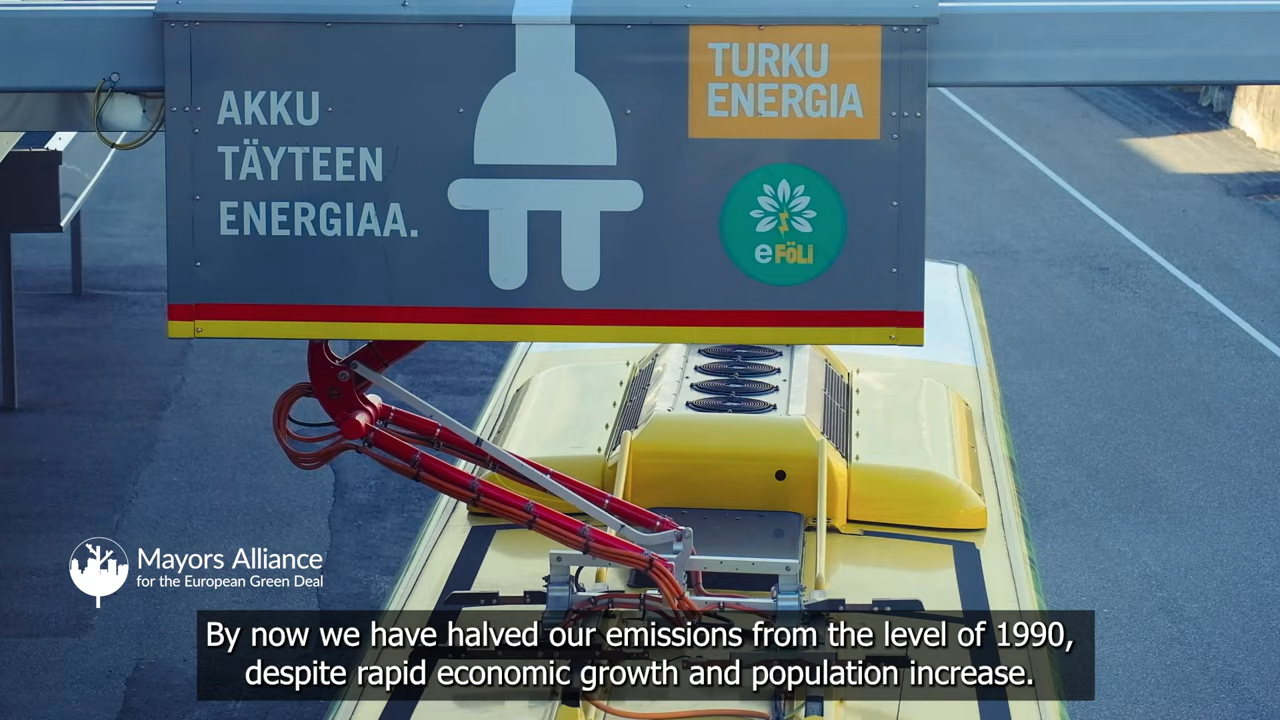 AKKU
TÄYTEEN
ENERGIAA.
TURKU
ENERGIA
e FÖLI
Mayors Alliance
for the European Green Deal
By now we have halved our emissions from the level of 1990,
despite rapid economic growth and population increase.